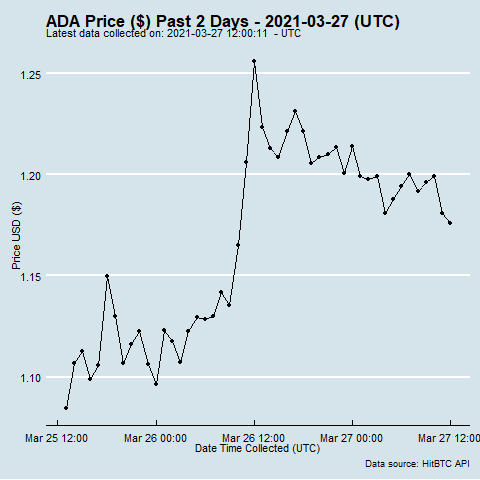 ADA Price ($) Past 2 Days - 2021-03-27 (UTC)
Latest data collected on: 2021-03-27 12:00:11  - UTC
1.25
1.20
1.15
1.10
Price USD ($)
Mar 25 12:00 Mar 26 00:00 Mar 26 12:00 Mar 27 00:00 Mar 27 12:00
Date Time Collected (UTC)
Data source: HitBTC API